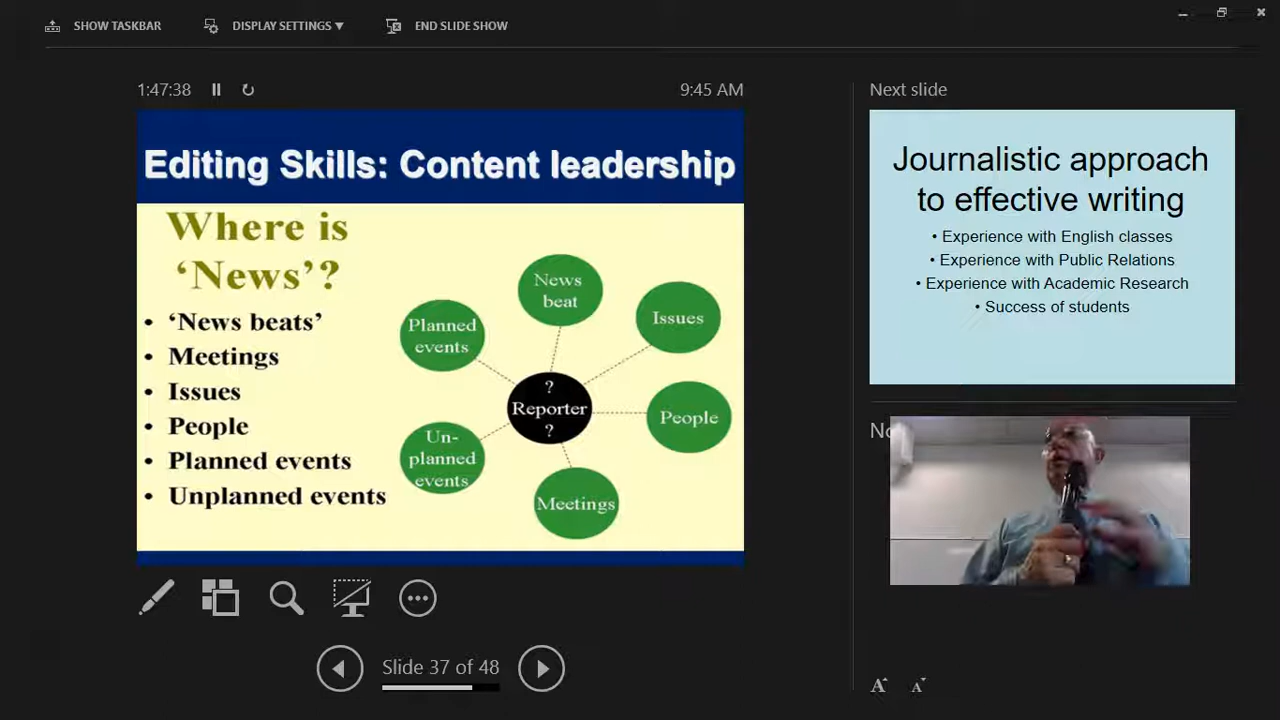 SHOW TASKBAR
DISPLAY SETTINGS ▼
END SLIDE SHOW
1:47:38
9:45 AM
Editing Skills: Content leadership
Where is
‘News’?
• ‘News beats’
• Meetings
• Issues
• People
• Planned events
• Unplanned events
News
beat
Planned
events
Issues
?
Reporter
?
People
Un-
planned
events
Meetings
Slide 37 of 48
Next slide
Journalistic approach
to effective writing
• Experience with English classes
• Experience with Public Relations
• Experience with Academic Research
• Success of students
No
A A